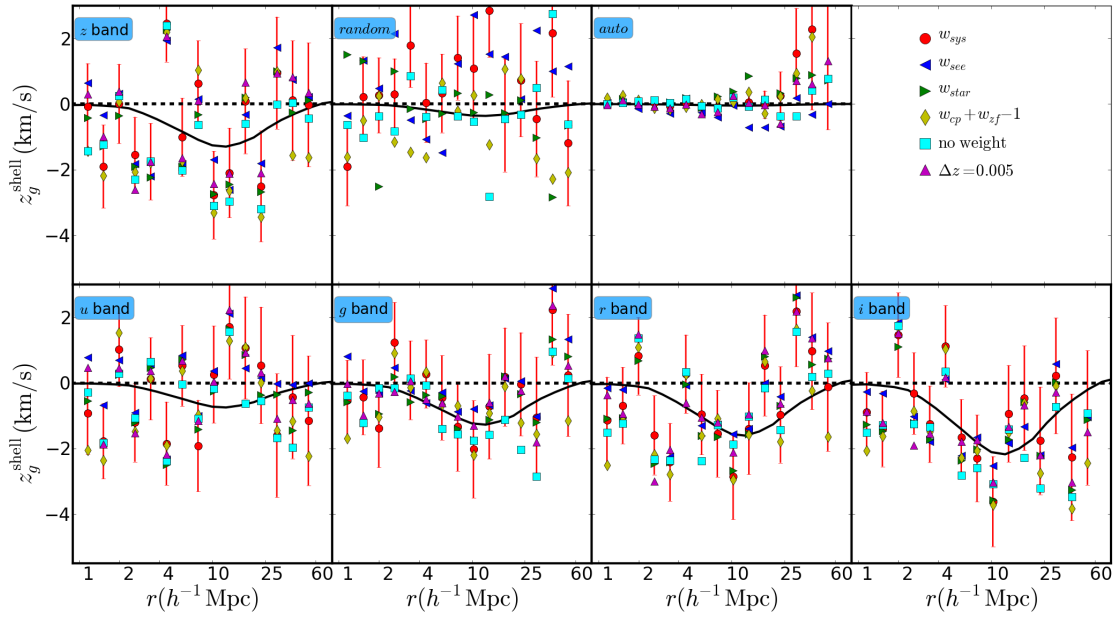 z band
random
auto
w_sys
w_see
w_star
w_cp + w_zf − 1
no weight
Δz = 0.005
2
0
−2
−4
z_g^shell (km/s)
u band
g band
r band
i band
2
0
−2
−4
z_g^shell (km/s)
1 2 4 10 25 60
1 2 4 10 25 60
1 2 4 10 25 60
1 2 4 10 25 60
r(h⁻¹ Mpc)
r(h⁻¹ Mpc)
r(h⁻¹ Mpc)
r(h⁻¹ Mpc)